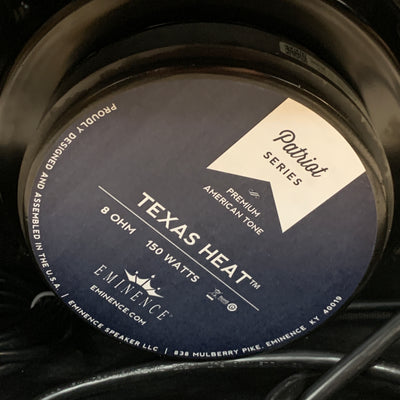 Patriot
SERIES
PREMIUM
AMERICAN TONE
TEXAS HEAT™
8 OHM 150 WATTS
EMINENCE®
EMINENCE.COM
PROUDLY DESIGNED AND ASSEMBLED IN THE U.S.A. / EMINENCE SPEAKER LLC | 838 MULBERRY PIKE, EMINENCE, KY 40019